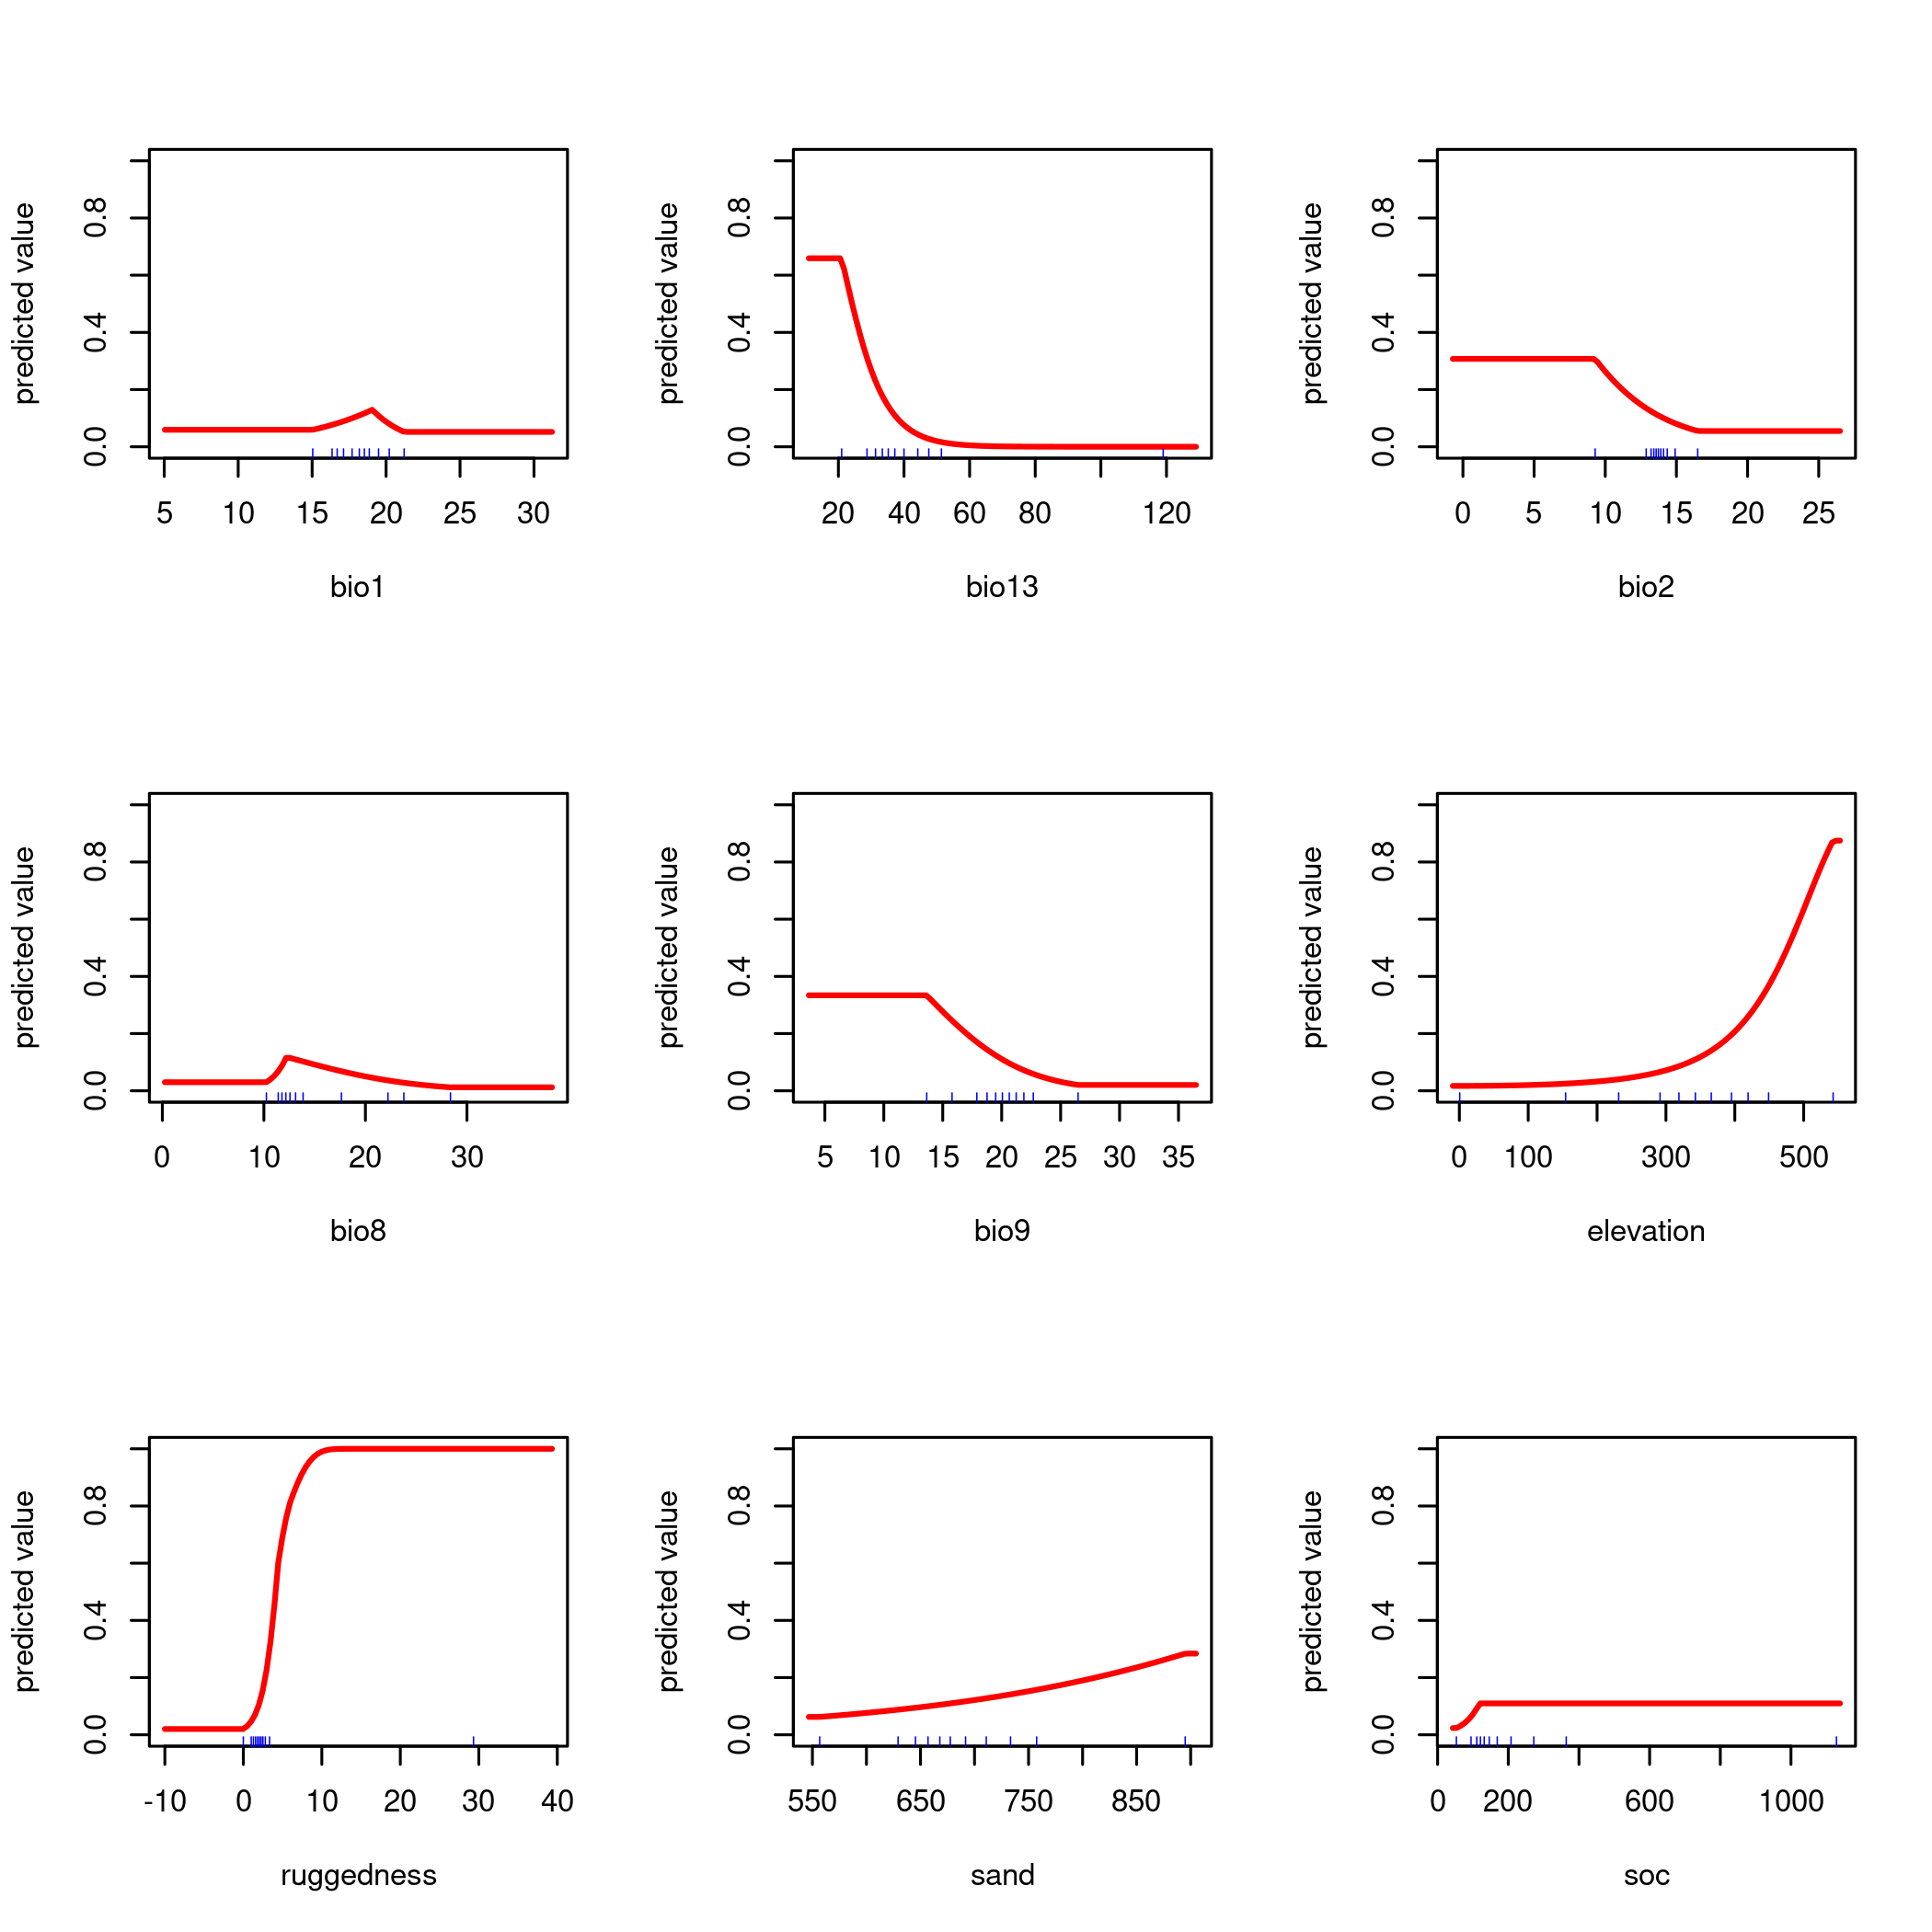 predicted value
0.0 0.4 0.8
5 10 15 20 25 30
bio1
predicted value
0.0 0.4 0.8
20 40 60 80 120
bio13
predicted value
0.0 0.4 0.8
0 5 10 15 20 25
bio2
predicted value
0.0 0.4 0.8
0 10 20 30
bio8
predicted value
0.0 0.4 0.8
5 10 15 20 25 30 35
bio9
predicted value
0.0 0.4 0.8
0 100 300 500
elevation
predicted value
0.0 0.4 0.8
-10 0 10 20 30 40
ruggedness
predicted value
0.0 0.4 0.8
550 650 750 850
sand
predicted value
0.0 0.4 0.8
0 200 600 1000
soc